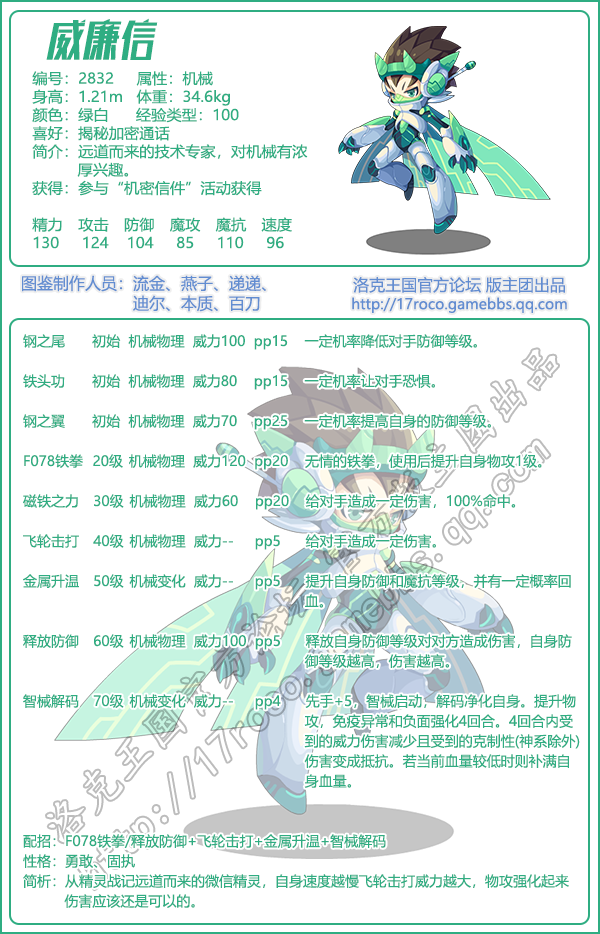 威廉信
编号：2832 属性：机械
身高：1.21m 体重：34.6kg
颜色：绿白 经验类型：100
喜好：揭秘加密通话
简介：远道而来的技术专家，对机械有浓
厚兴趣。
获得：参与“机密信件”活动获得
精力 攻击 防御 魔攻 魔抗 速度
130 124 104 85 110 96
图鉴制作人员：流金、燕子、递递、
迪尔、本质、百刀
洛克王国官方论坛 版主团出品
http://17roco.gamebbs.qq.com
钢之尾 初始 机械物理 威力100 pp15 一定机率降低对手防御等级。
铁头功 初始 机械物理 威力80 pp15 一定机率让对手恐惧。
钢之翼 初始 机械物理 威力70 pp25 一定机率提高自身的防御等级。
F078铁拳 20级 机械物理 威力120 pp20 无情的铁拳，使用后提升自身物攻1级。
磁铁之力 30级 机械物理 威力60 pp20 给对手造成一定伤害，100%命中。
飞轮击打 40级 机械物理 威力-- pp5 给对手造成一定伤害。
金属升温 50级 机械变化 威力-- pp5 提升自身防御和魔抗等级，并有一定概率回
血。
释放防御 60级 机械物理 威力100 pp5 释放自身防御等级对对方造成伤害，自身防
御等级越高，伤害越高。
智械解码 70级 机械变化 威力-- pp4 先手+5，智械启动，解码净化自身。提升物
攻，免疫异常和负面强化4回合。4回合内受
到的威力伤害减少且受到的克制性(神系除外)
伤害变成抵抗。若当前血量较低时则补满自
身血量。
配招：F078铁拳/释放防御+飞轮击打+金属升温+智械解码
性格：勇敢、固执
简析：从精灵战记远道而来的微信精灵，自身速度越慢飞轮击打威力越大，物攻强化起来
伤害应该还是可以的。
洛克王国官方论坛版主团出品
http://17roco.gamebbs.qq.com